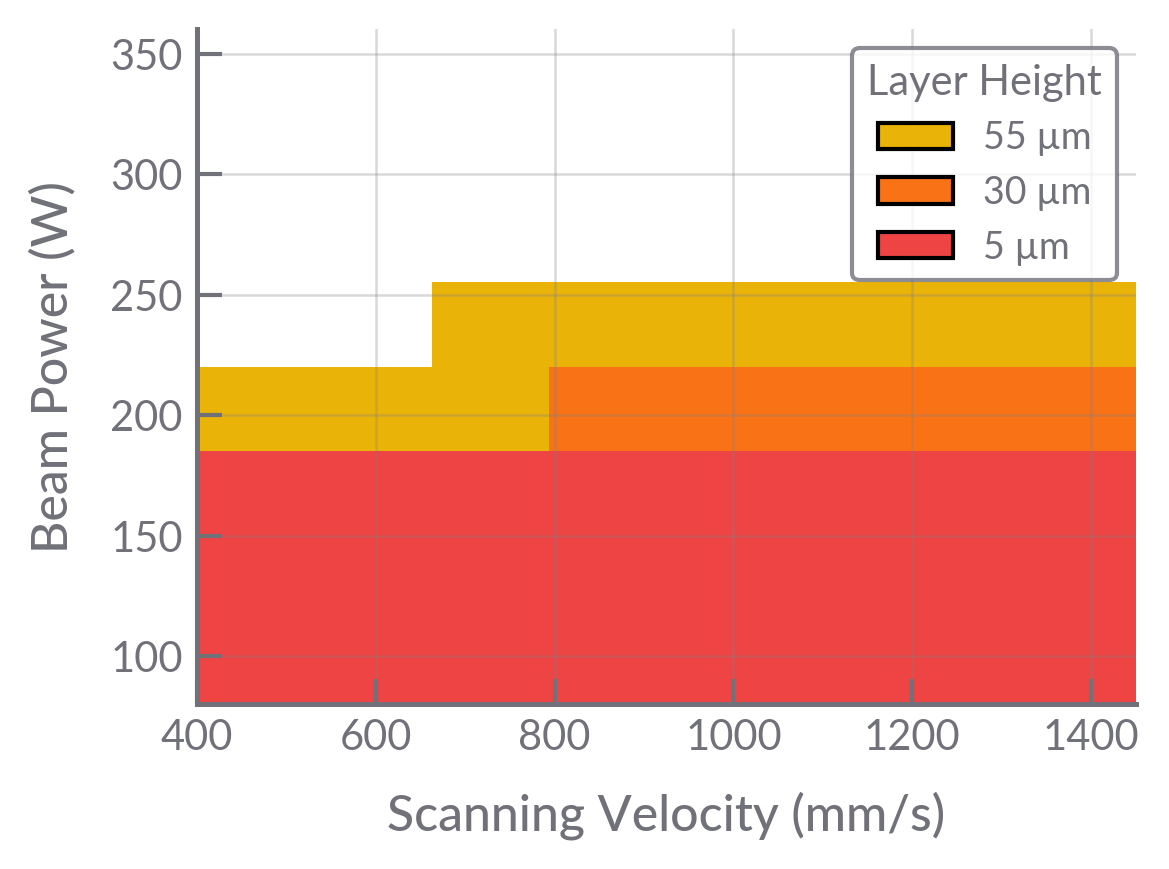 350
300
250
200
150
100
Beam Power (W)
Layer Height
55 µm
30 µm
5 µm
400 600 800 1000 1200 1400
Scanning Velocity (mm/s)